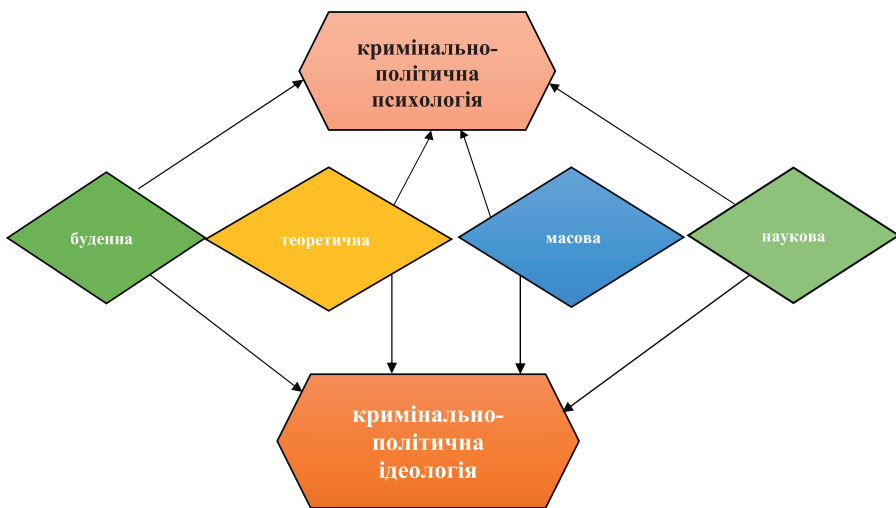 кримінально-
політична
психологія
буденна
теоретична
масова
наукова
кримінально-
політична
ідеологія